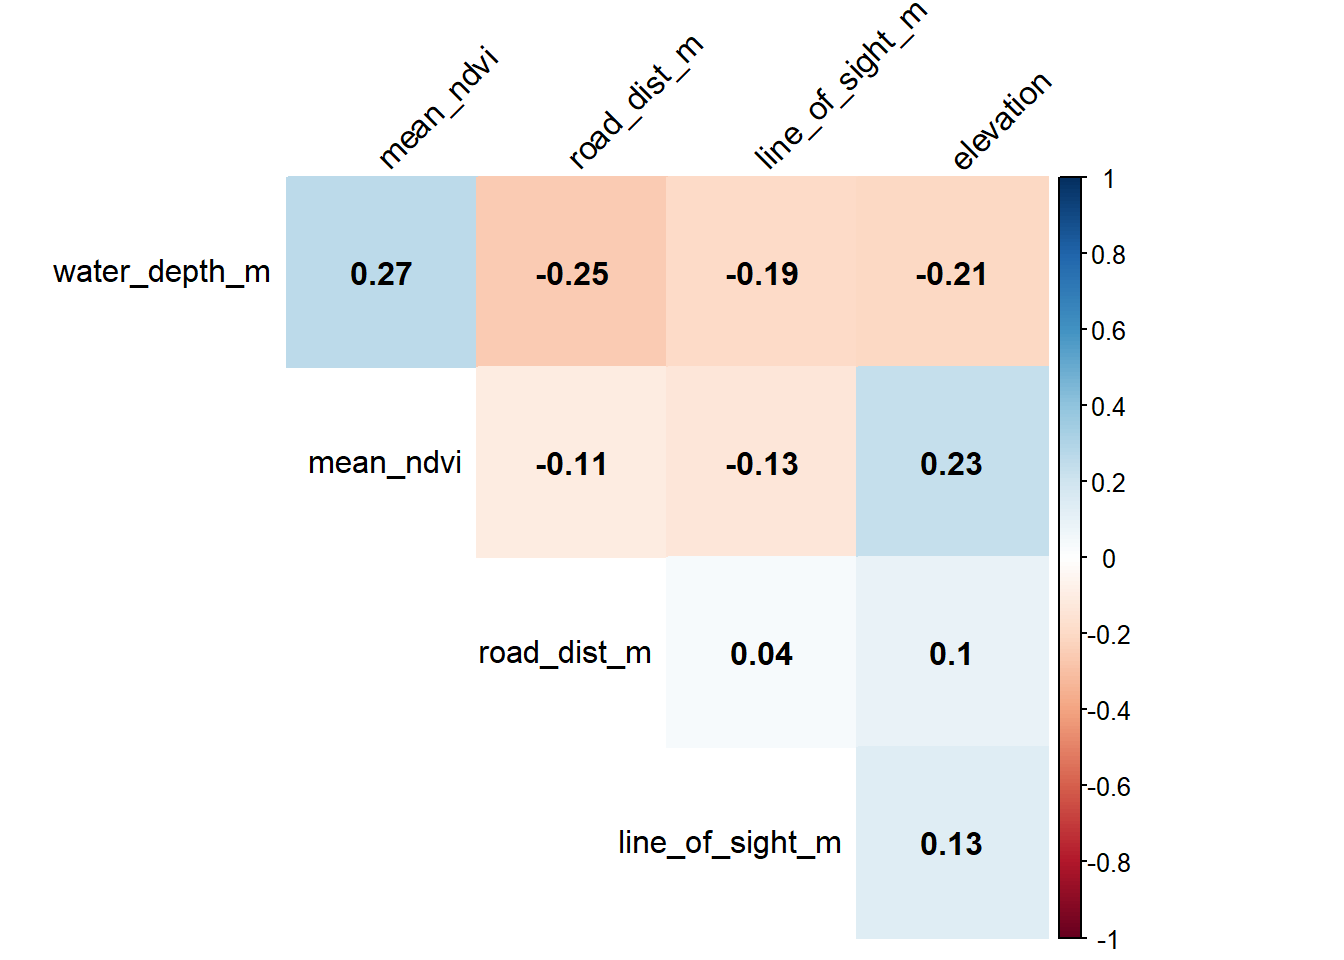 mean_ndvi road_dist_m line_of_sight_m elevation
water_depth_m 0.27 -0.25 -0.19 -0.21
mean_ndvi -0.11 -0.13 0.23
road_dist_m 0.04 0.1
line_of_sight_m 0.13
1
0.8
0.6
0.4
0.2
0
-0.2
-0.4
-0.6
-0.8
-1